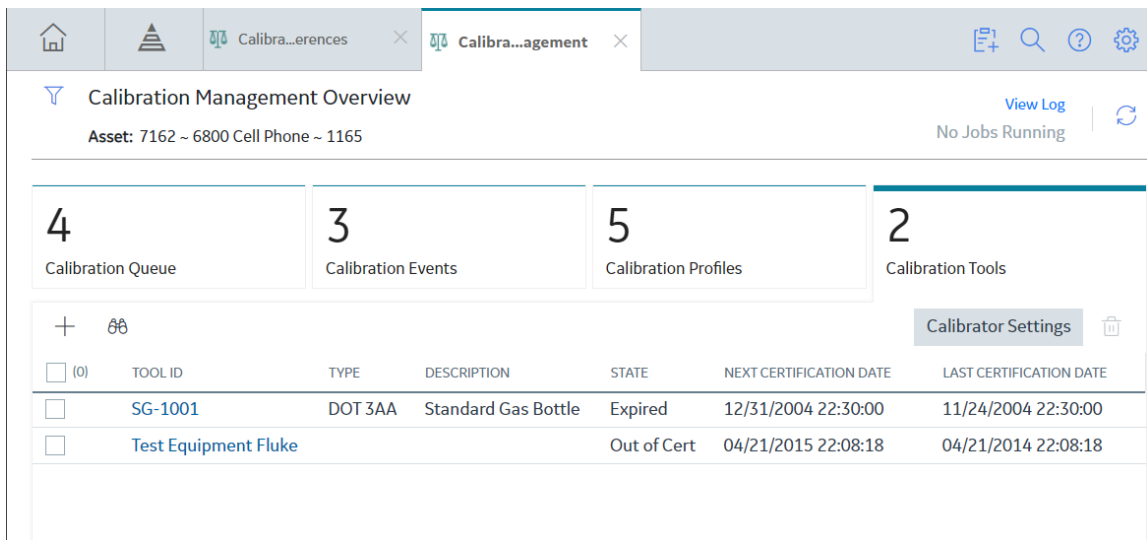 Calibra...erences
Calibra...agement
Calibration Management Overview
Asset: 7162 ~ 6800 Cell Phone ~ 1165
View Log
No Jobs Running
4
Calibration Queue
3
Calibration Events
5
Calibration Profiles
2
Calibration Tools
Calibrator Settings
(0) TOOL ID TYPE DESCRIPTION STATE NEXT CERTIFICATION DATE LAST CERTIFICATION DATE
SG-1001 DOT 3AA Standard Gas Bottle Expired 12/31/2004 22:30:00 11/24/2004 22:30:00
Test Equipment Fluke Out of Cert 04/21/2015 22:08:18 04/21/2014 22:08:18